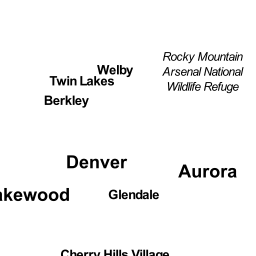 Rocky Mountain
Arsenal National
Wildlife Refuge
Welby
Twin Lakes
Berkley
Denver
Aurora
akewood
Glendale
Cherry Hills Village